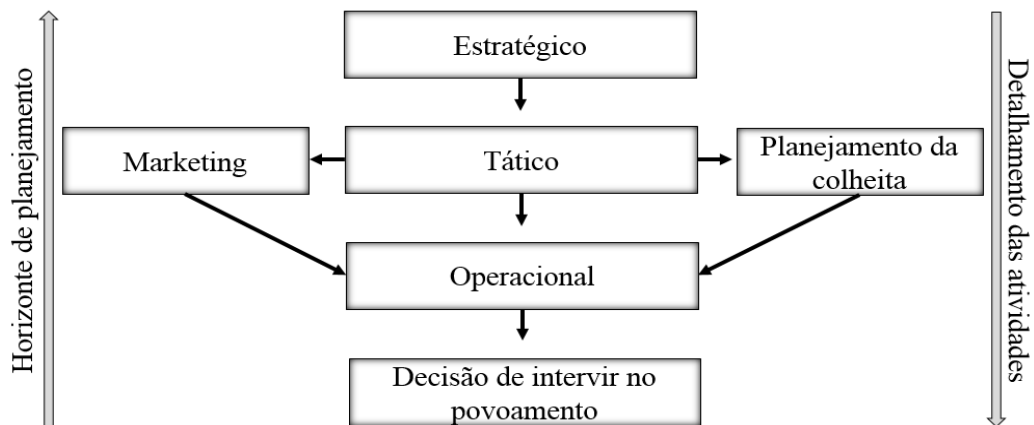 Horizonte de planejamento
Estratégico
Marketing
Tático
Planejamento da
colheita
Operacional
Decisão de intervir no
povoamento
Detalhamento das atividades